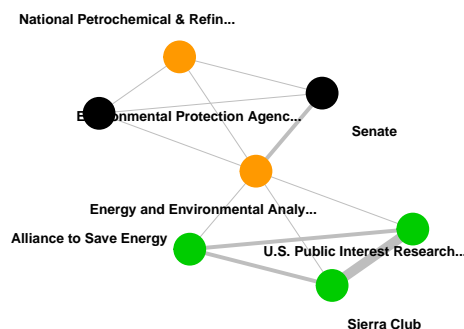 National Petrochemical & Refin...
Environmental Protection Agenc...
Senate
Energy and Environmental Analy...
Alliance to Save Energy
U.S. Public Interest Research...
Sierra Club